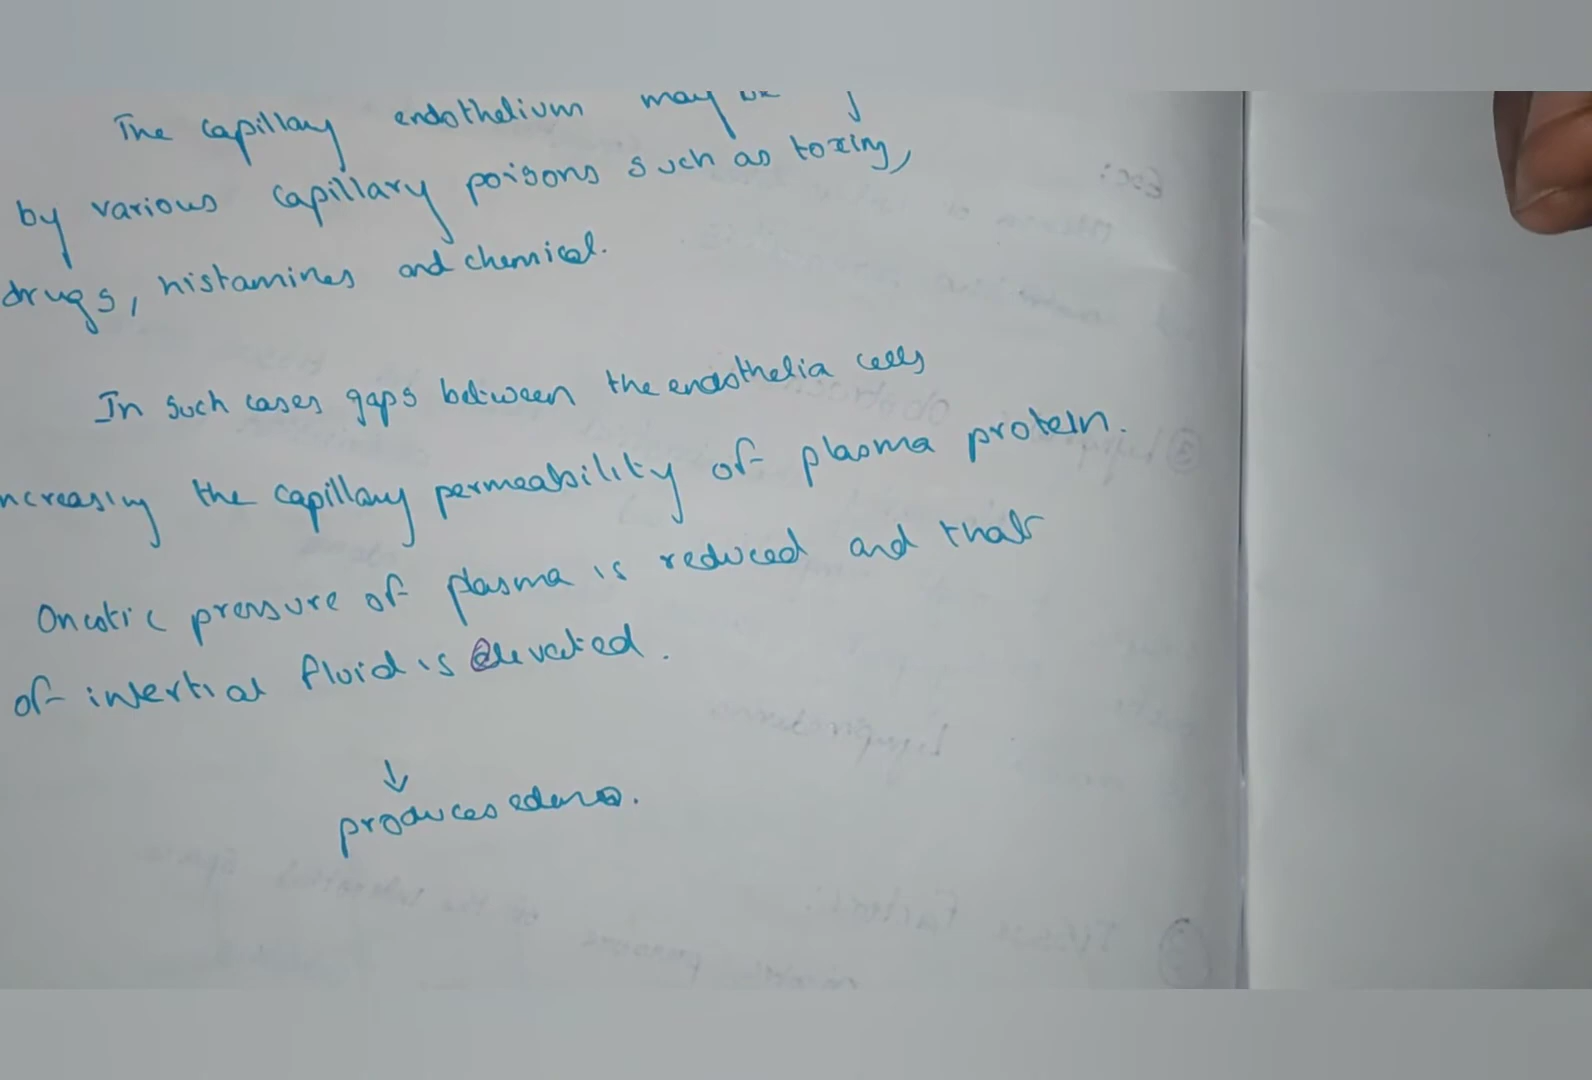 The capillary endothelium may be
by various capillary poisons such as toxing,
drugs, histamines and chemical.
In such cases gaps between the endothelia cells
ncreasing the capillary permeability of plasma protein.
Oncotic pressure of plasma is reduced and that
of intertial fluid is elevated.
↓
produces edema.